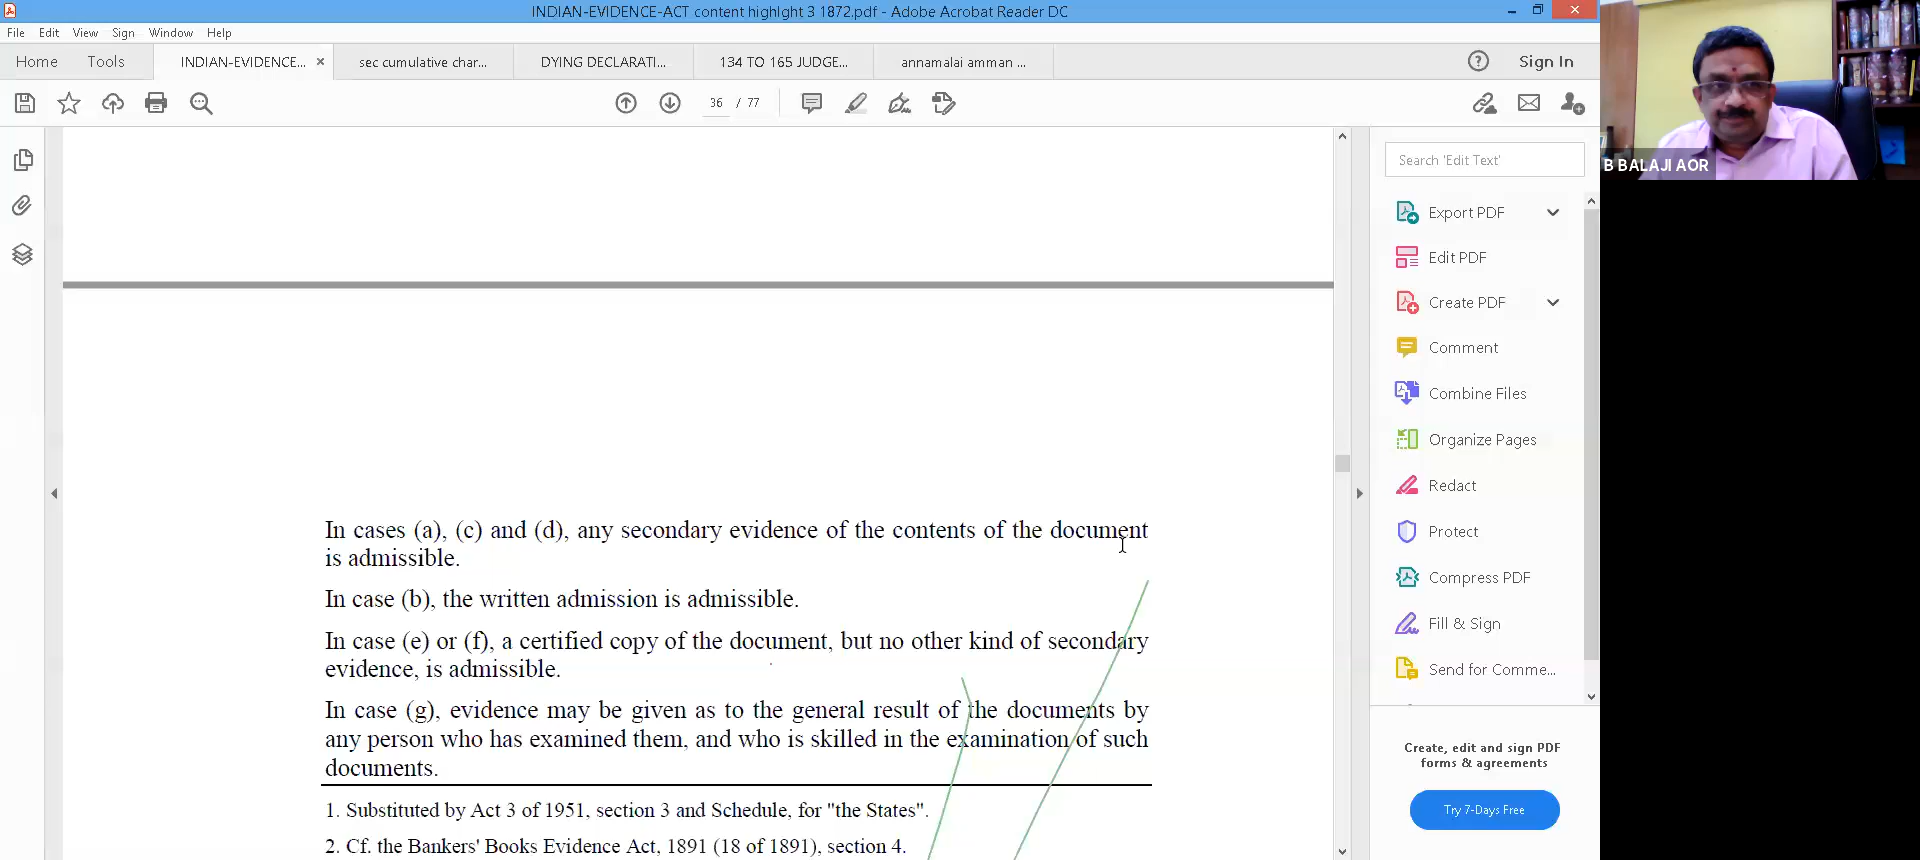 INDIAN-EVIDENCE-ACT content highlght 3 1872.pdf - Adobe Acrobat Reader DC
File Edit View Sign Window Help
Home Tools INDIAN-EVIDENCE... × sec cumulative char... DYING DECLARATI... 134 TO 165 JUDGE... annamalai amman ... Sign In
36 / 77
B BALAJI AOR
Search 'Edit Text'
Export PDF
Edit PDF
Create PDF
Comment
Combine Files
Organize Pages
Redact
Protect
Compress PDF
Fill & Sign
Send for Comme...
Create, edit and sign PDF
forms & agreements
Try 7-Days Free
In cases (a), (c) and (d), any secondary evidence of the contents of the document
is admissible.
In case (b), the written admission is admissible.
In case (e) or (f), a certified copy of the document, but no other kind of secondary
evidence, is admissible.
In case (g), evidence may be given as to the general result of the documents by
any person who has examined them, and who is skilled in the examination of such
documents.
1. Substituted by Act 3 of 1951, section 3 and Schedule, for "the States".
2. Cf. the Bankers' Books Evidence Act, 1891 (18 of 1891), section 4.